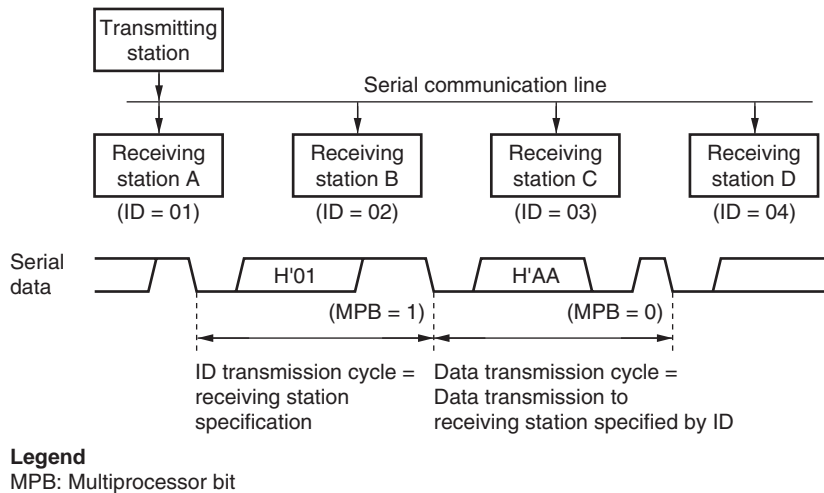 Transmitting
station
Serial communication line
Receiving
station A
Receiving
station B
Receiving
station C
Receiving
station D
(ID = 01)
(ID = 02)
(ID = 03)
(ID = 04)
Serial
data
H'01
H'AA
(MPB = 1)
(MPB = 0)
ID transmission cycle =
receiving station
specification
Data transmission cycle =
Data transmission to
receiving station specified by ID
Legend
MPB: Multiprocessor bit